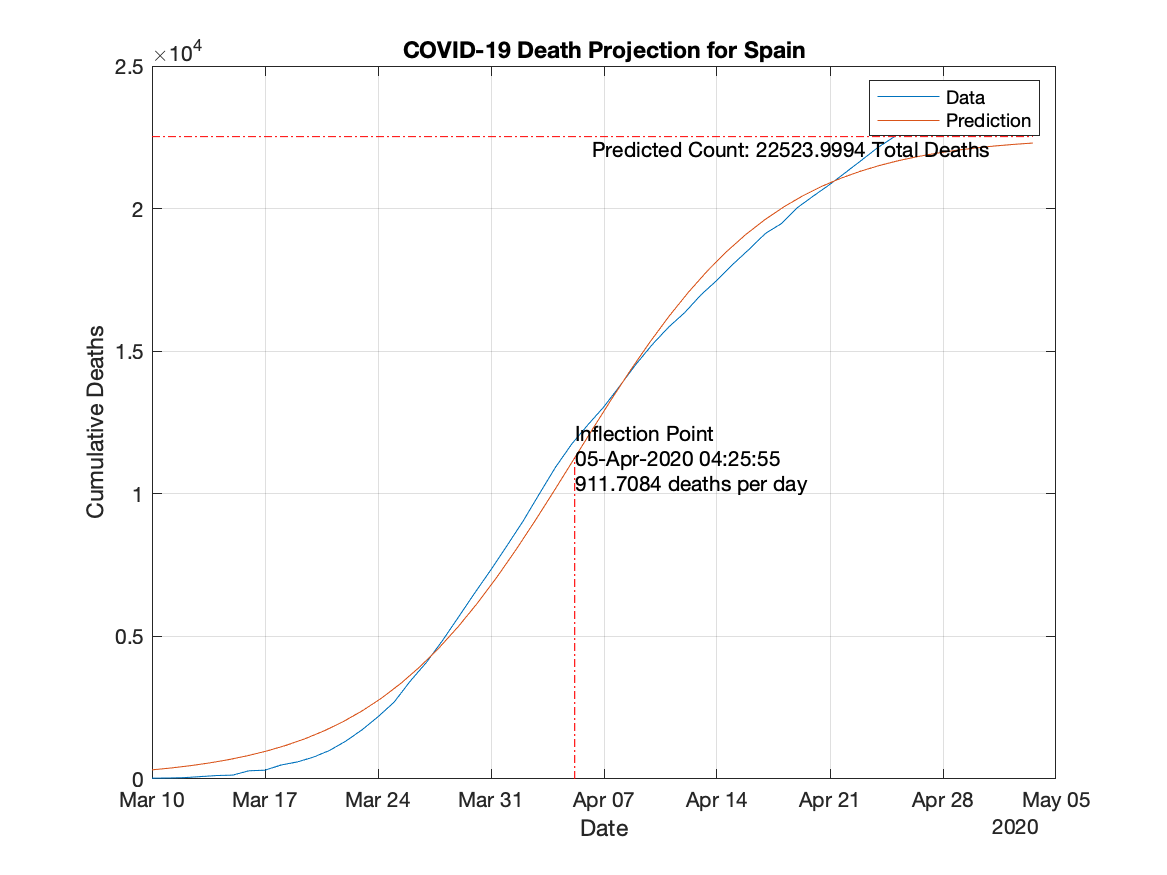 COVID-19 Death Projection for Spain
×10⁴
2.5
2
1.5
1
0.5
0
Cumulative Deaths
Data
Prediction
Predicted Count: 22523.9994 Total Deaths
Inflection Point
05-Apr-2020 04:25:55
911.7084 deaths per day
Mar 10 Mar 17 Mar 24 Mar 31 Apr 07 Apr 14 Apr 21 Apr 28 May 05
Date
2020